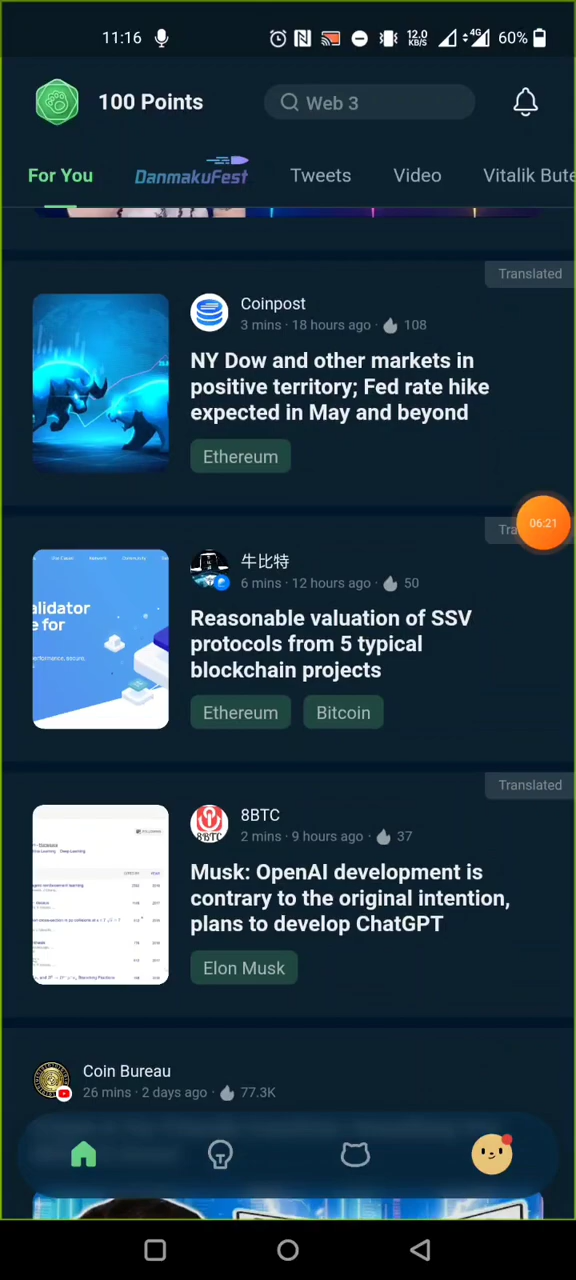 11:16 12.0 KB/S 4G 60%
100 Points Web 3
For You DanmakuFest Tweets Video Vitalik Bute
Translated
Coinpost
3 mins · 18 hours ago · 108
NY Dow and other markets in
positive territory; Fed rate hike
expected in May and beyond
Ethereum
06:21
牛比特
6 mins · 12 hours ago · 50
alidator
e for
Reasonable valuation of SSV
protocols from 5 typical
blockchain projects
Ethereum Bitcoin
Translated
8BTC
2 mins · 9 hours ago · 37
Musk: OpenAI development is
contrary to the original intention,
plans to develop ChatGPT
Elon Musk
Coin Bureau
26 mins · 2 days ago · 77.3K